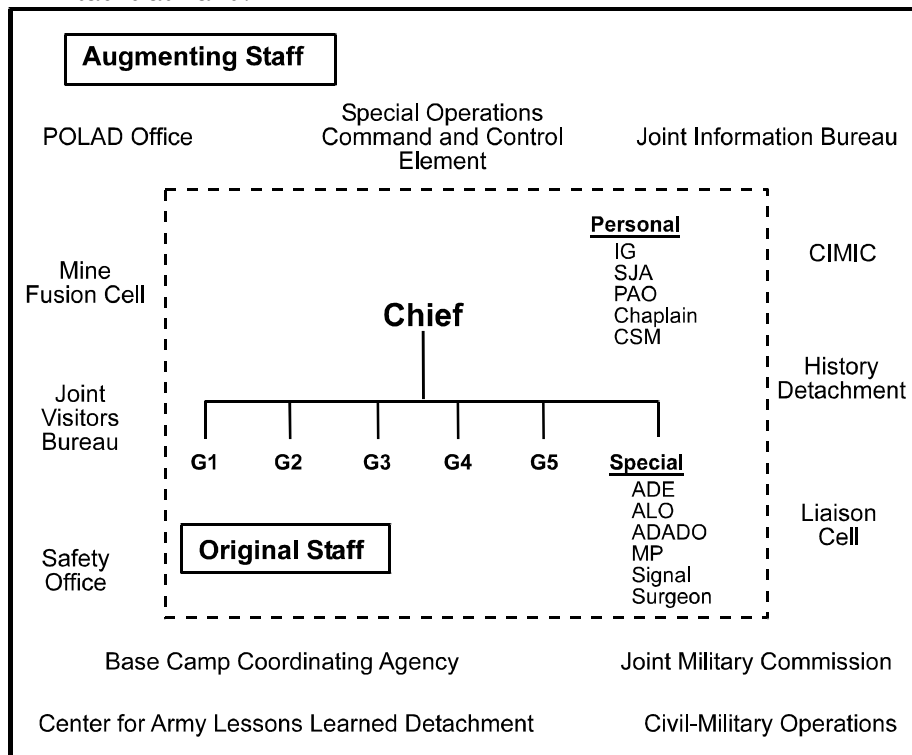 Augmenting Staff
POLAD Office
Special Operations
Command and Control
Element
Joint Information Bureau
Mine
Fusion Cell
Personal
IG
SJA
PAO
Chaplain
CSM
CIMIC
Chief
Joint
Visitors
Bureau
History
Detachment
G1 G2 G3 G4 G5 Special
ADE
ALO
ADADO
MP
Signal
Surgeon
Original Staff
Liaison
Cell
Safety
Office
Base Camp Coordinating Agency
Joint Military Commission
Center for Army Lessons Learned Detachment
Civil-Military Operations